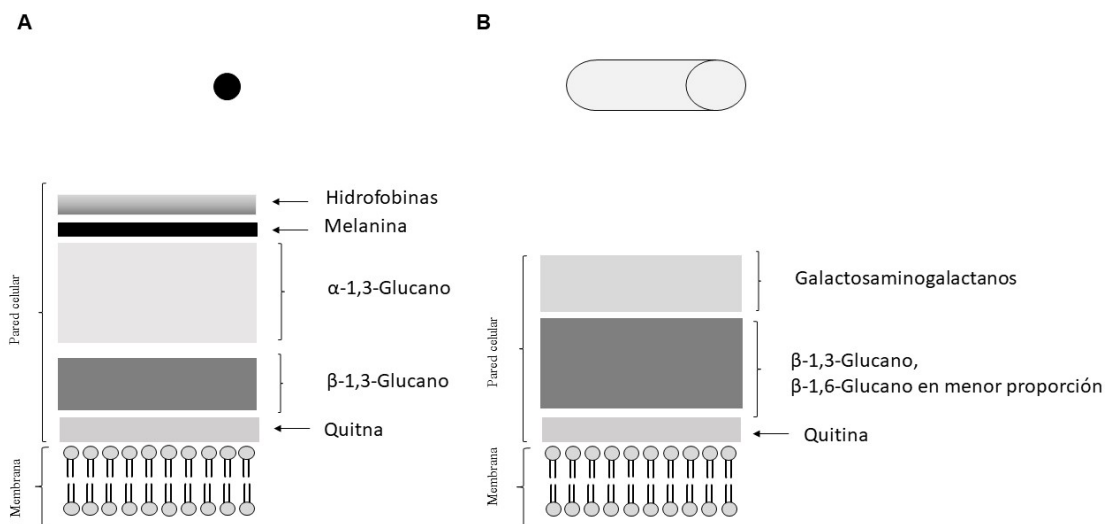 A
Hidrofobinas
Melanina
α-1,3-Glucano
β-1,3-Glucano
Quitna
Pared celular
Membrana
B
Galactosaminogalactanos
β-1,3-Glucano,
β-1,6-Glucano en menor proporción
Quitina
Pared celular
Membrana